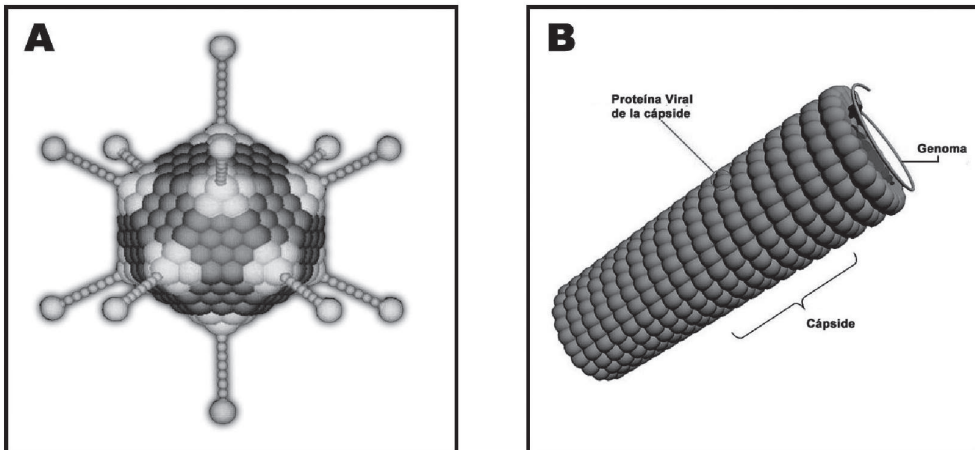 A
B
Proteína Viral
de la cápside
Genoma
Cápside